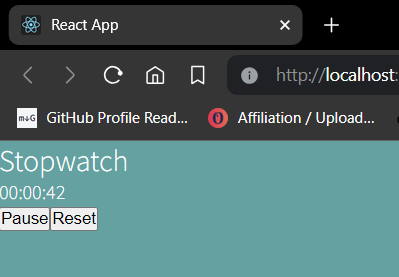 React App
http://localhost:
m↓G GitHub Profile Read... Affiliation / Upload...
Stopwatch
00:00:42
Pause Reset